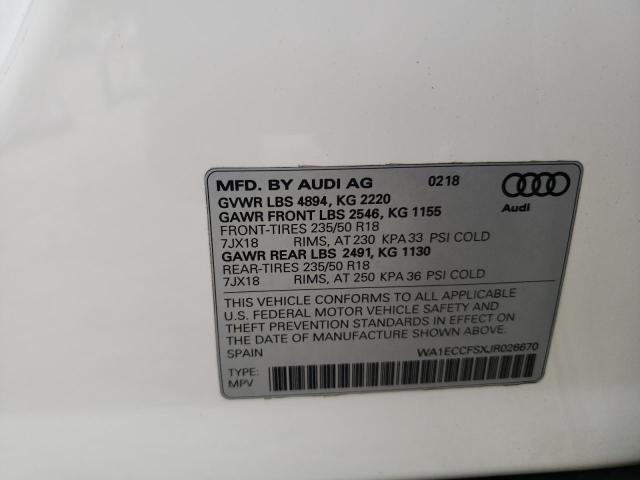 MFD. BY AUDI AG 0218
GVWR LBS 4894, KG 2220
GAWR FRONT LBS 2546, KG 1155
FRONT-TIRES 235/50 R18
7JX18 RIMS, AT 230 KPA 33 PSI COLD
GAWR REAR LBS 2491, KG 1130
REAR-TIRES 235/50 R18
7JX18 RIMS, AT 250 KPA 36 PSI COLD
Audi
THIS VEHICLE CONFORMS TO ALL APPLICABLE
U.S. FEDERAL MOTOR VEHICLE SAFETY AND
THEFT PREVENTION STANDARDS IN EFFECT ON
THE DATE OF MANUFACTURE SHOWN ABOVE.
SPAIN WA1ECCFSXJR026670
TYPE:
MPV